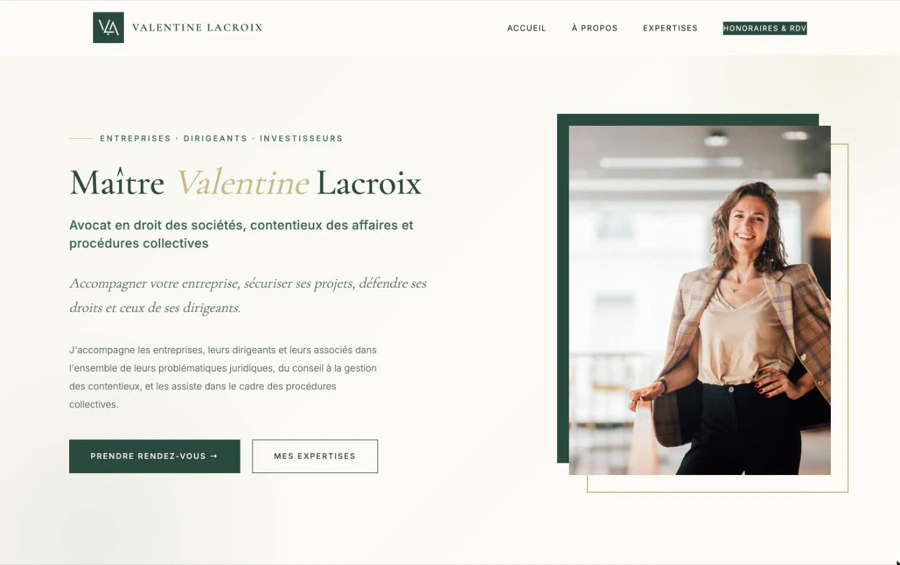 VALENTINE LACROIX
ACCUEIL
À PROPOS
EXPERTISES
HONORAIRES & RDV
ENTREPRISES · DIRIGEANTS · INVESTISSEURS
Maître Valentine Lacroix
Avocat en droit des sociétés, contentieux des affaires et
procédures collectives
Accompagner votre entreprise, sécuriser ses projets, défendre ses
droits et ceux de ses dirigeants.
J'accompagne les entreprises, leurs dirigeants et leurs associés dans
l'ensemble de leurs problématiques juridiques, du conseil à la gestion
des contentieux, et les assiste dans le cadre des procédures
collectives.
PRENDRE RENDEZ-VOUS →
MES EXPERTISES